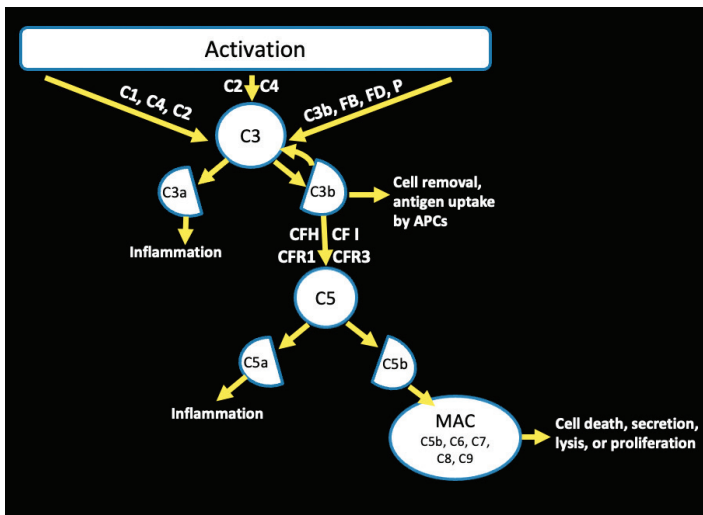 Activation
C1, C4, C2
C2 C4
C3b, FB, FD, P
C3
C3a
C3b
Cell removal,
antigen uptake
by APCs
Inflammation
CFH CF I
CFR1 CFR3
C5
C5a
C5b
Inflammation
MAC
C5b, C6, C7,
C8, C9
Cell death, secretion,
lysis, or proliferation